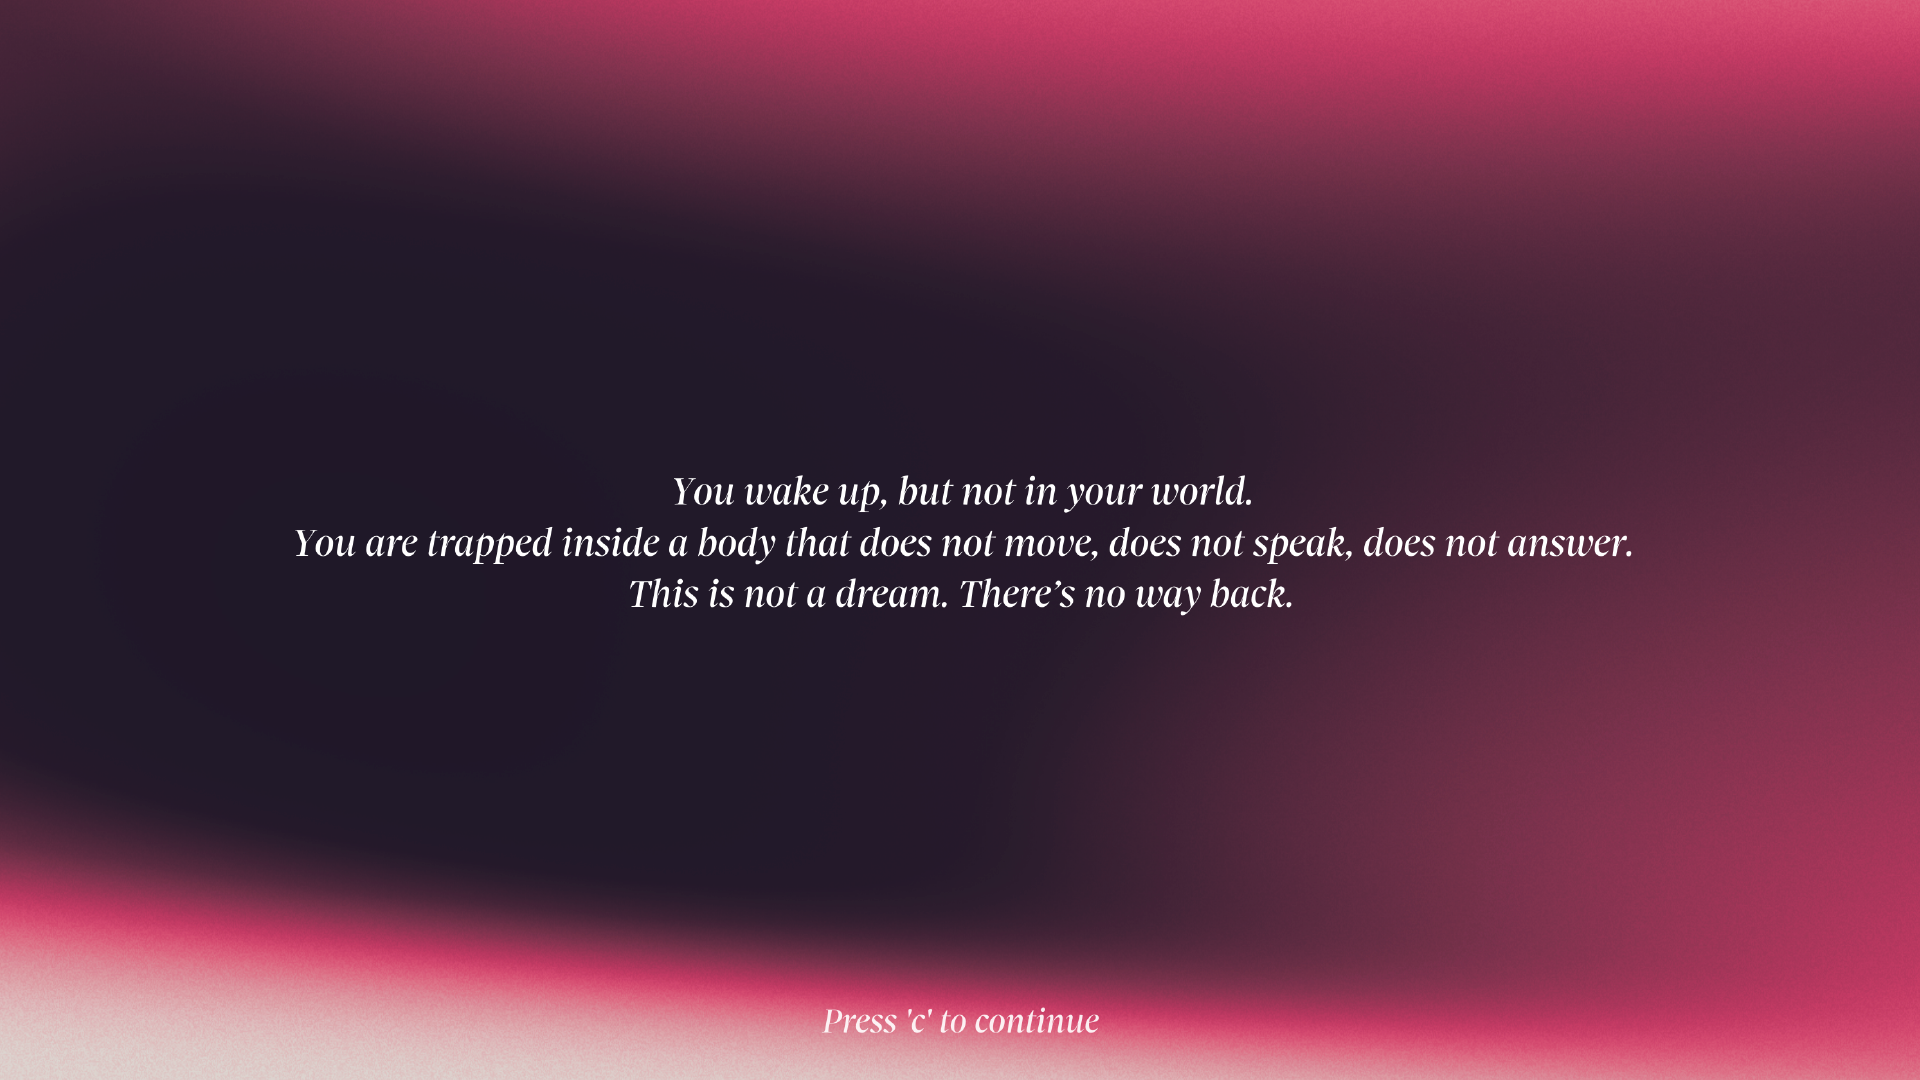 You wake up, but not in your world.
You are trapped inside a body that does not move, does not speak, does not answer.
This is not a dream. There’s no way back.
Press 'c' to continue